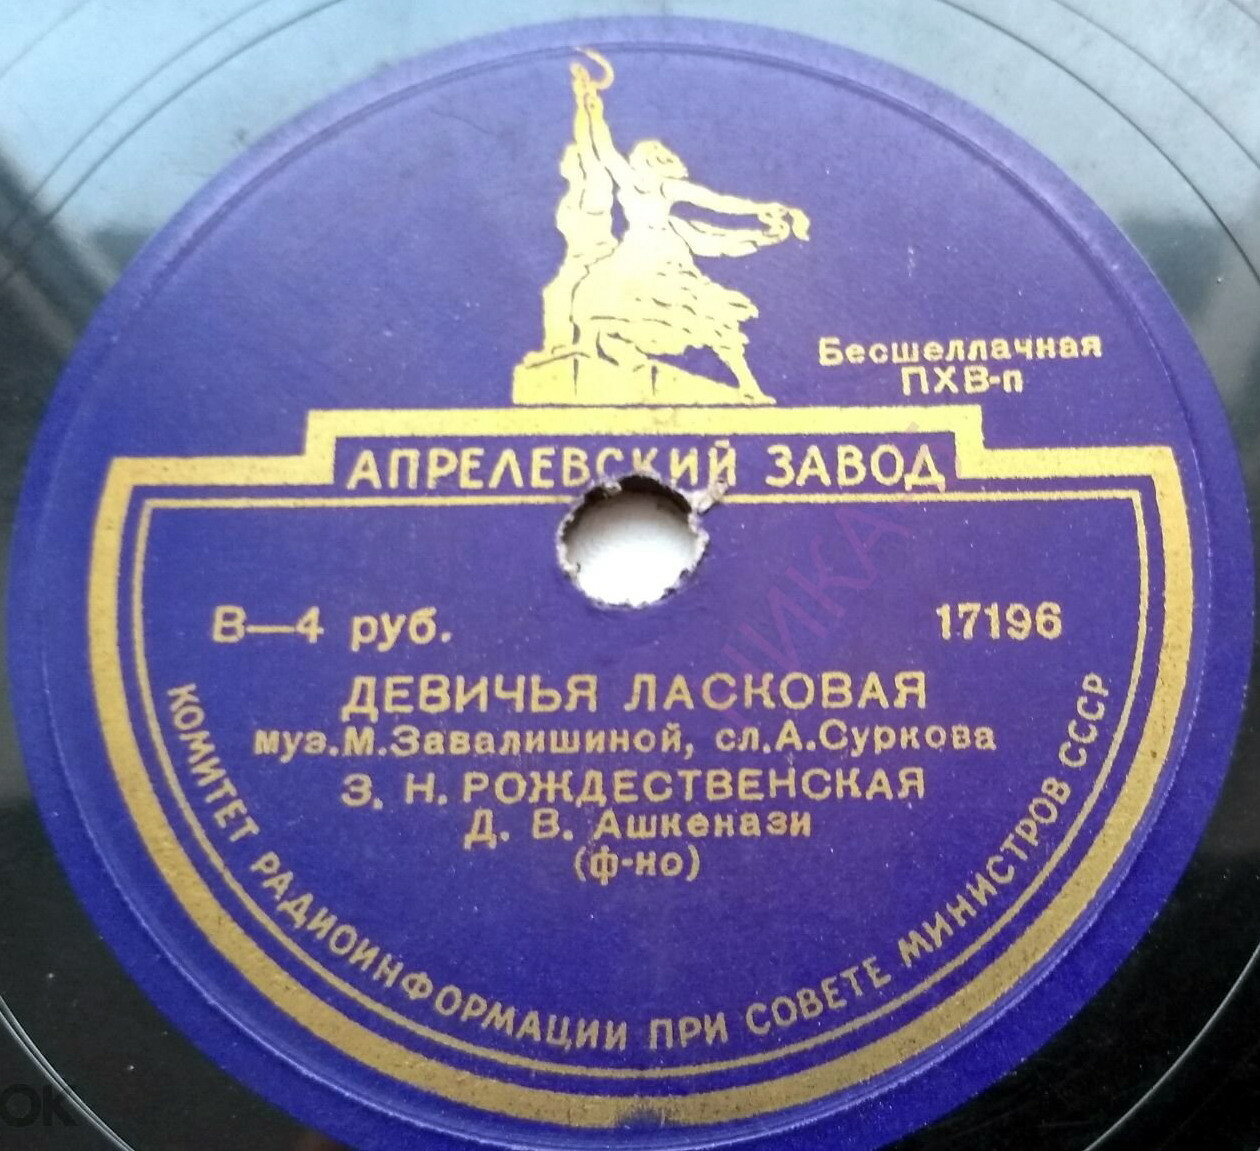 Бесшеллачная
ПХВ-п
АПРЕЛЕВСКИЙ ЗАВОД
В—4 руб.
17196
ДЕВИЧЬЯ ЛАСКОВАЯ
муз.М.Завалишиной, сл.А.Суркова
З. Н. РОЖДЕСТВЕНСКАЯ
Д. В. Ашкенази
(ф-но)
КОМИТЕТ РАДИОИНФОРМАЦИИ ПРИ СОВЕТЕ МИНИСТРОВ СССР